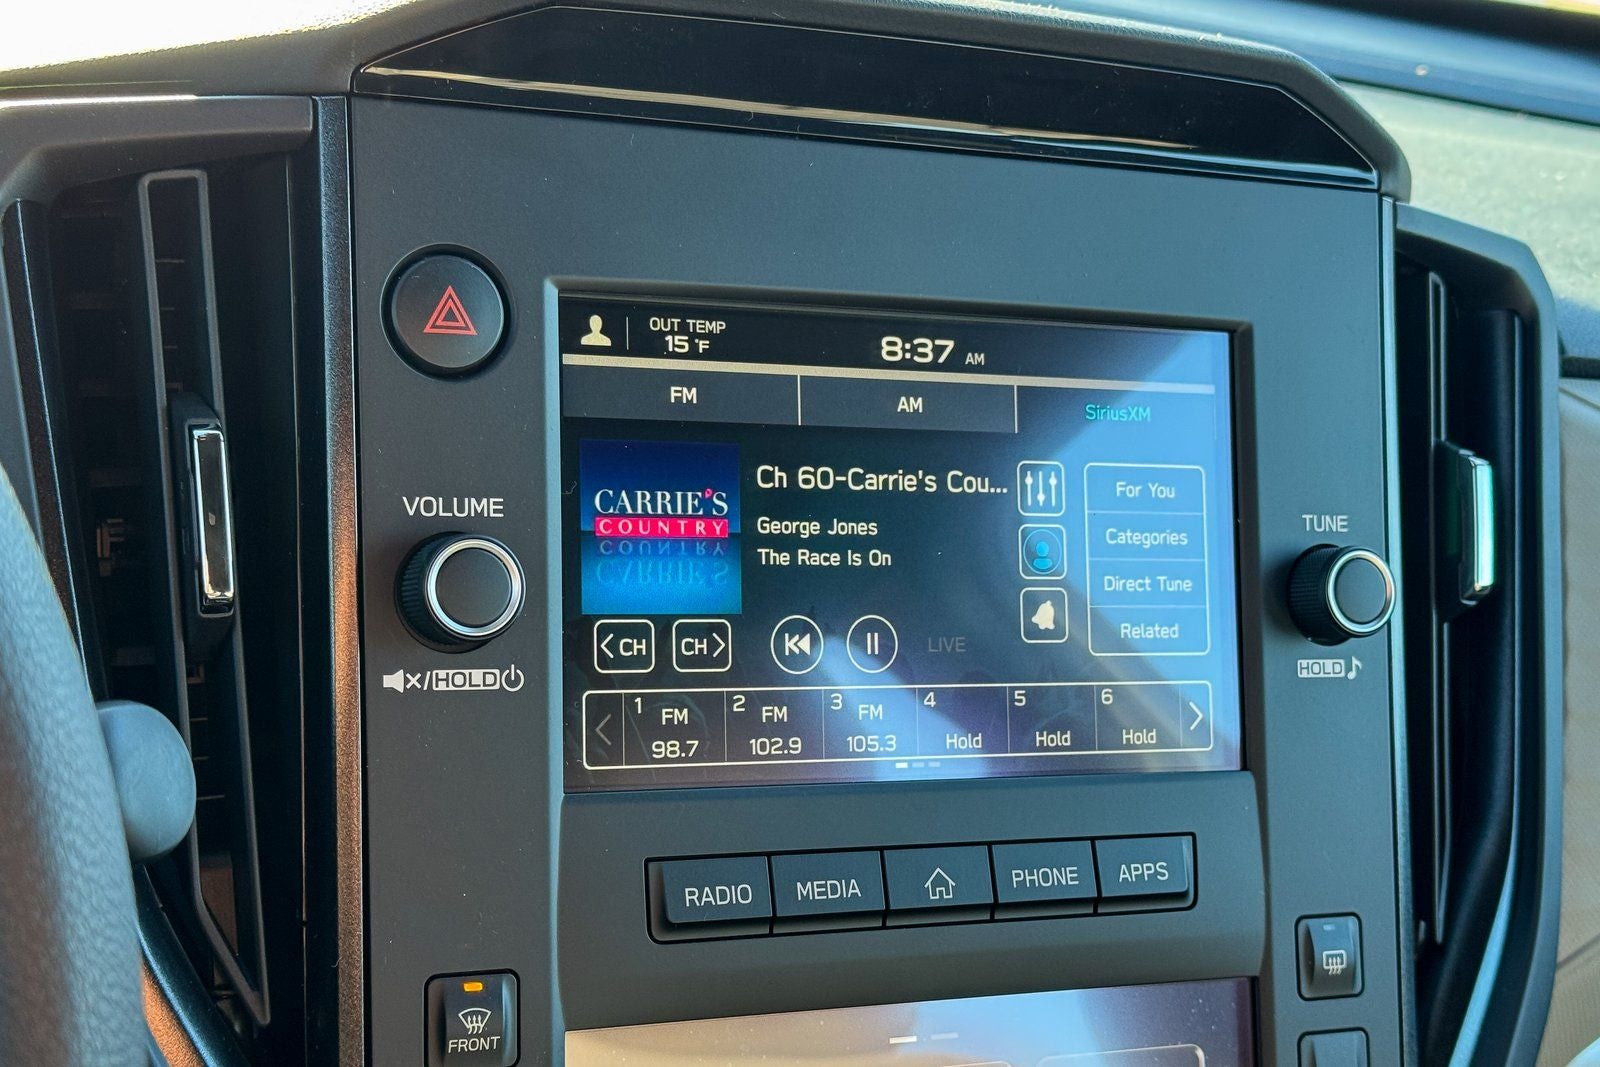 OUT TEMP
15 °F
8:37 AM
FM
AM
SiriusXM
CARRIE'S
COUNTRY
Ch 60-Carrie's Cou...
George Jones
The Race Is On
For You
Categories
Direct Tune
Related
CH
CH
LIVE
1 FM 98.7
2 FM 102.9
3 FM 105.3
4 Hold
5 Hold
6 Hold
VOLUME
/HOLD
TUNE
HOLD
RADIO
MEDIA
PHONE
APPS
FRONT